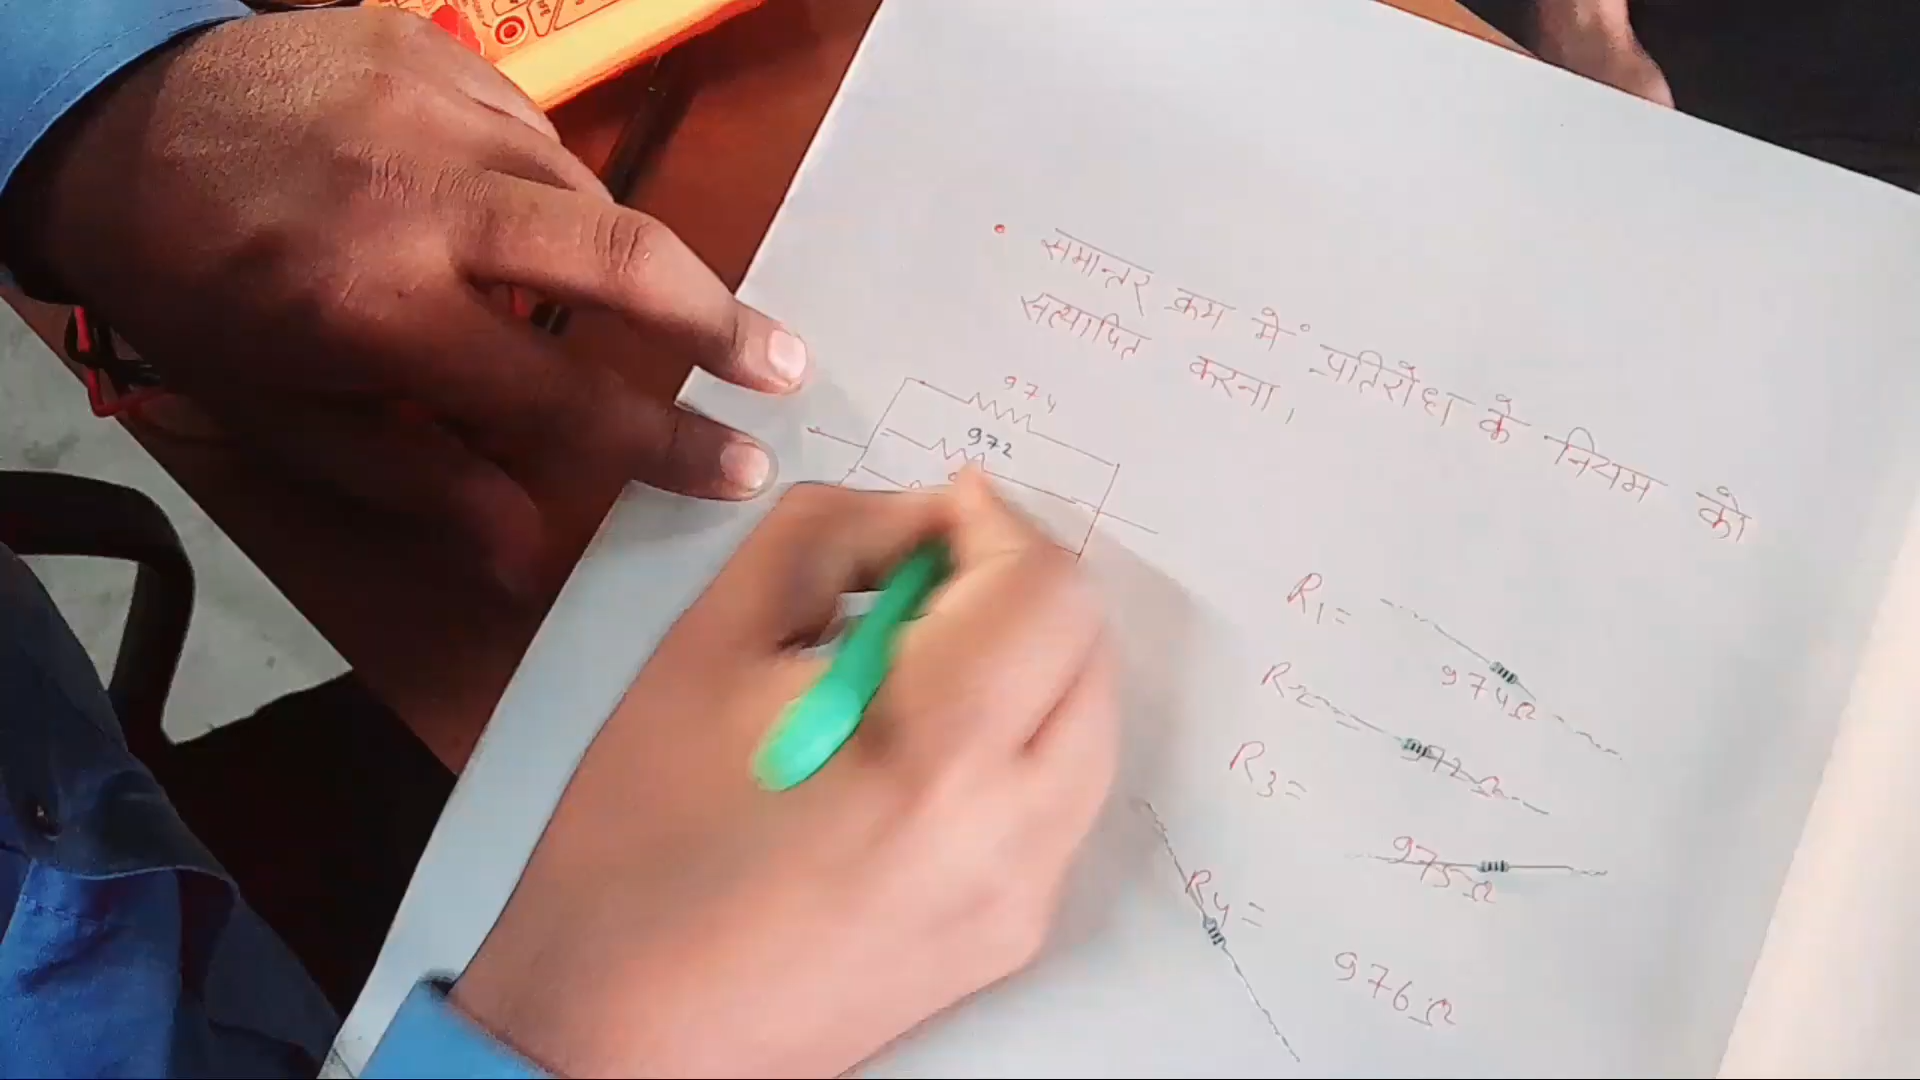 • समान्तर क्रम में प्रतिरोध के नियम को
सत्यापित करना,
974
972
R1=
974Ω
R2=
972Ω
R3=
975Ω
R4=
976Ω